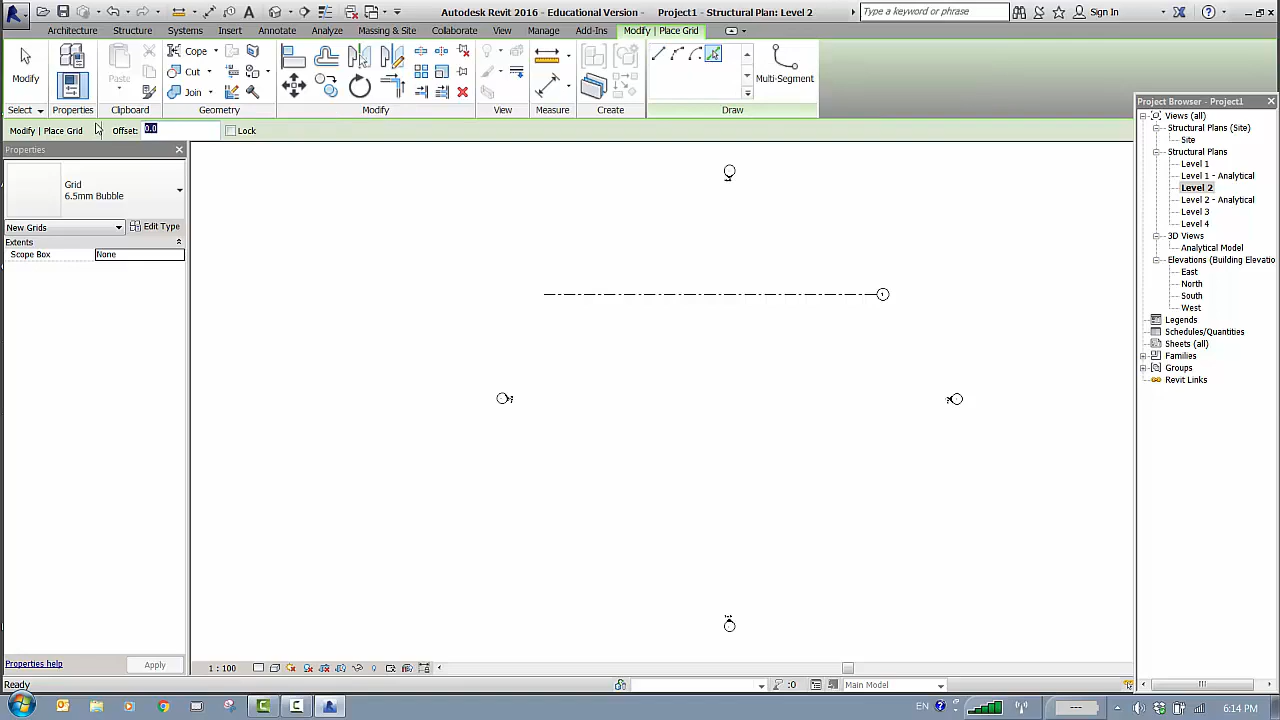 Autodesk Revit 2016 - Educational Version - Project1 - Structural Plan: Level 2
Type a keyword or phrase
Sign In
Architecture Structure Systems Insert Annotate Analyze Massing & Site Collaborate View Manage Add-Ins Modify | Place Grid
Modify
Paste
Cope
Cut
Join
Multi-Segment
Select Properties Clipboard Geometry Modify View Measure Create Draw
Modify | Place Grid Offset: 0.0 Lock
Properties
Grid
6.5mm Bubble
New Grids Edit Type
Extents
Scope Box None
Properties help Apply
1
Project Browser - Project1
Views (all)
Structural Plans (Site)
Site
Structural Plans
Level 1
Level 1 - Analytical
Level 2
Level 2 - Analytical
Level 3
Level 4
3D Views
Analytical Model
Elevations (Building Elevatio
East
North
South
West
Legends
Schedules/Quantities
Sheets (all)
Families
Groups
Revit Links
1 : 100
Ready :0 Main Model
EN 6:14 PM